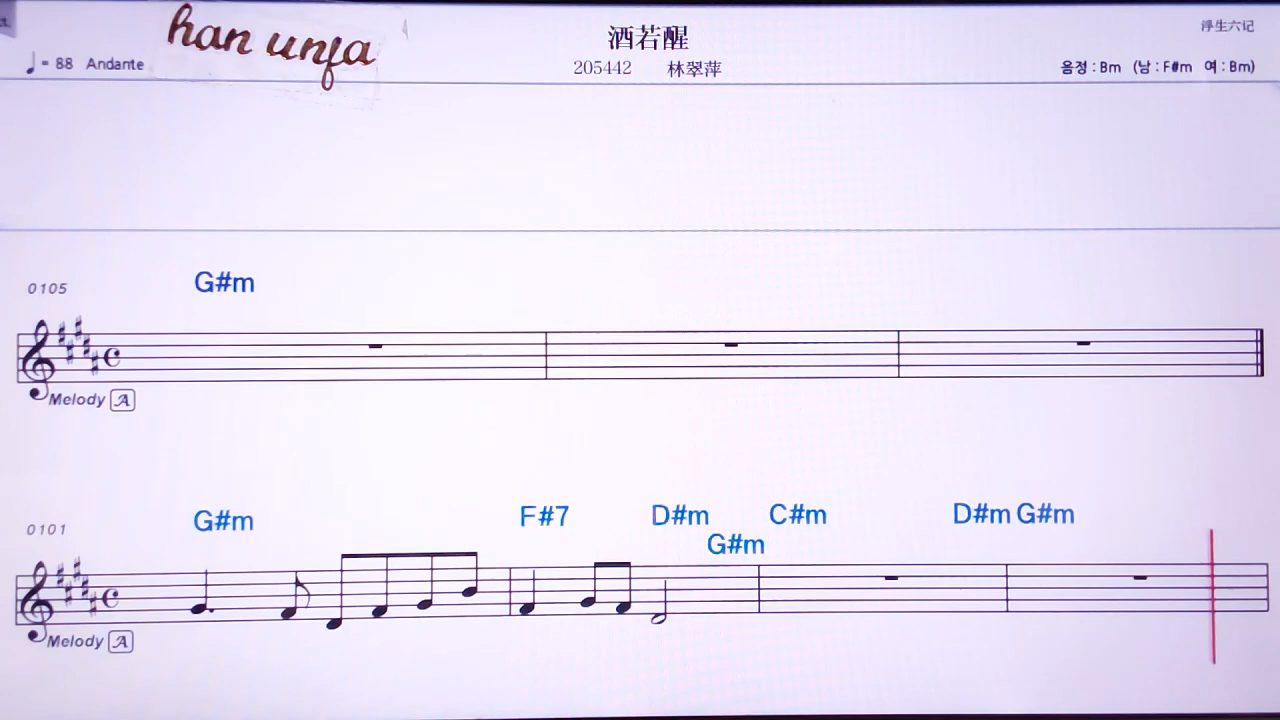 han unfa
酒若醒
浮生六记
♩= 88 Andante
205442 林翠萍
음정 : Bm (남 : F#m 여 : Bm)
0105
G#m
Melody A
0101
G#m F#7 D#m C#m D#m G#m
G#m
Melody A